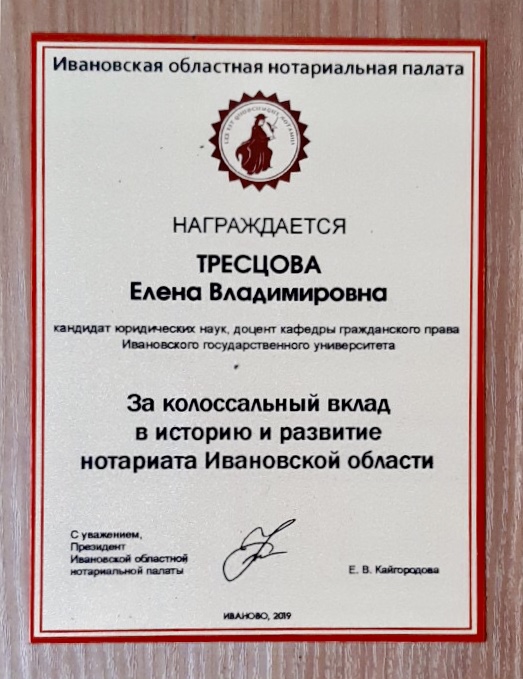 Ивановская областная нотариальная палата
НАГРАЖДАЕТСЯ
ТРЕСЦОВА
Елена Владимировна
кандидат юридических наук, доцент кафедры гражданского права
Ивановского государственного университета
За колоссальный вклад
в историю и развитие
нотариата Ивановской области
С уважением,
Президент
Ивановской областной
нотариальной палаты
Е. В. Кайгородова
ИВАНОВО, 2019